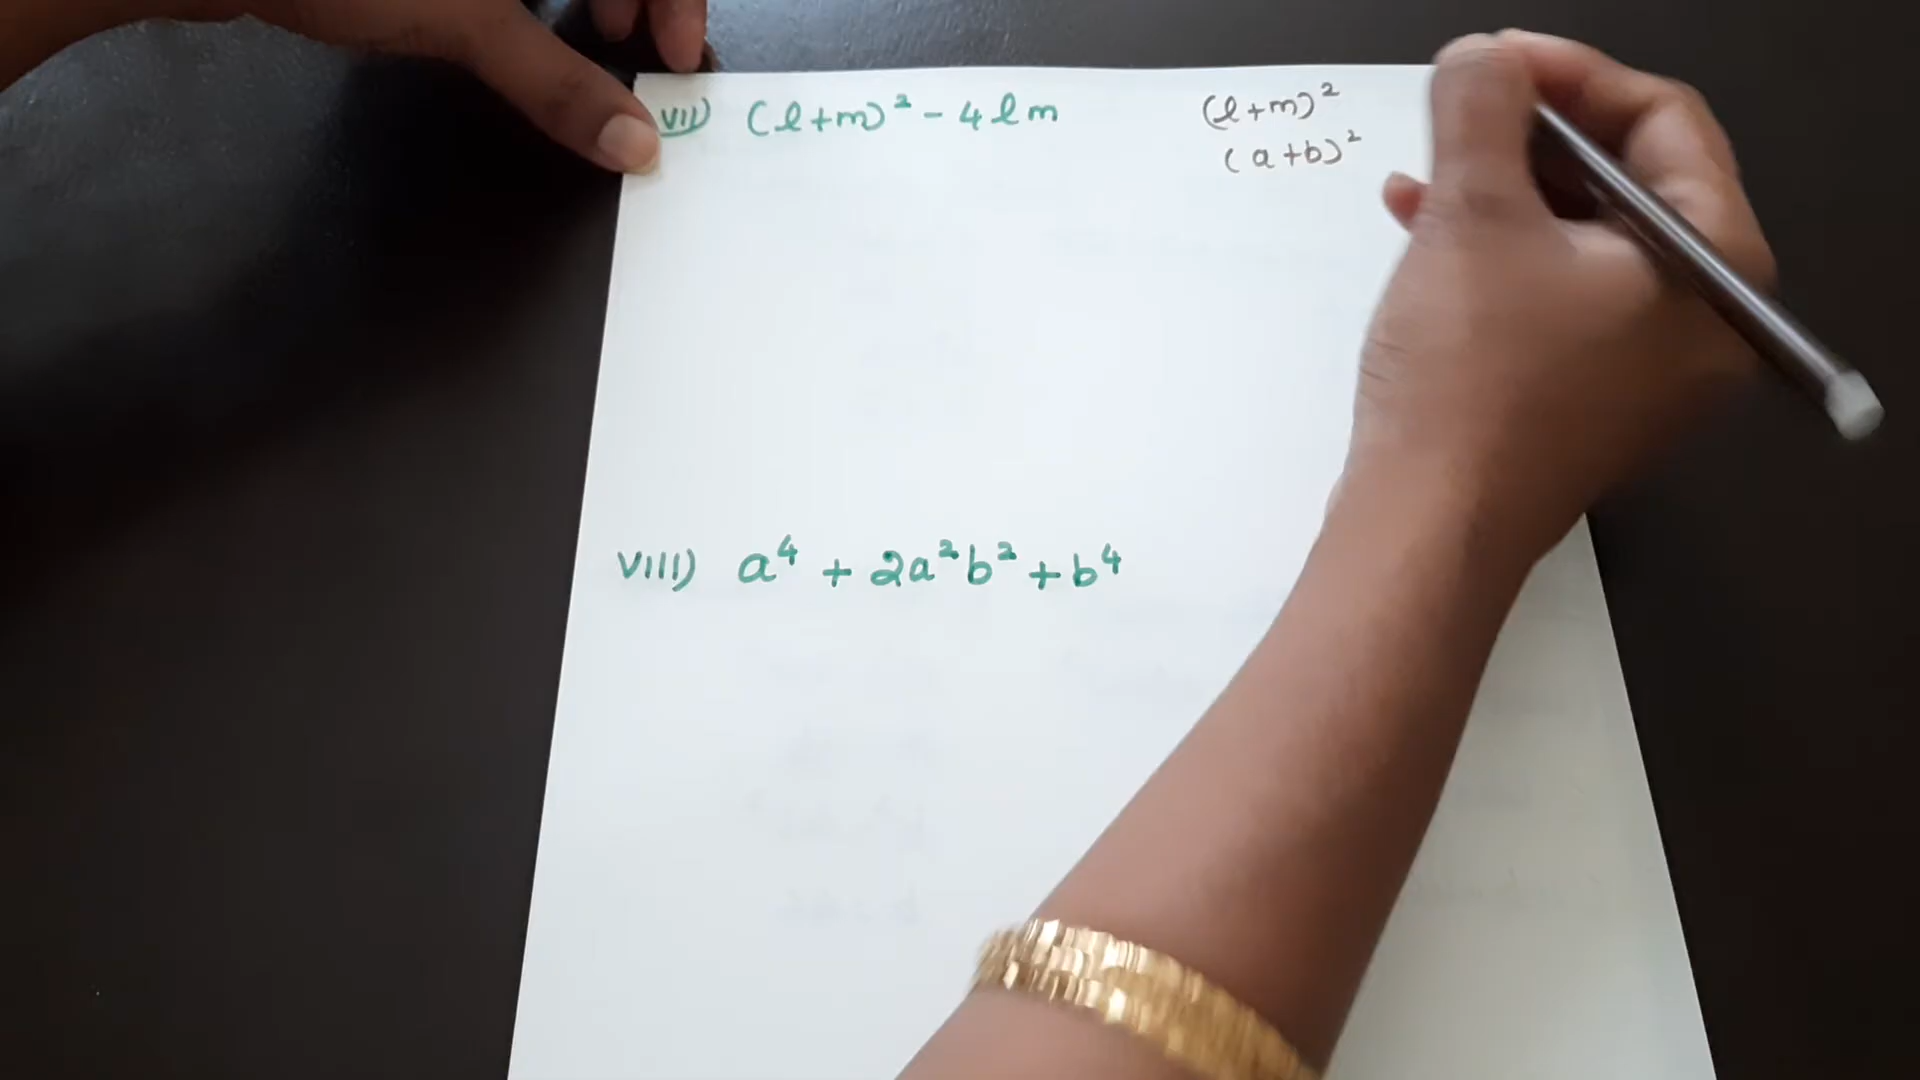 VII) (l+m)² - 4lm
(l+m)²
(a+b)²
VIII) a⁴ + 2a²b² + b⁴